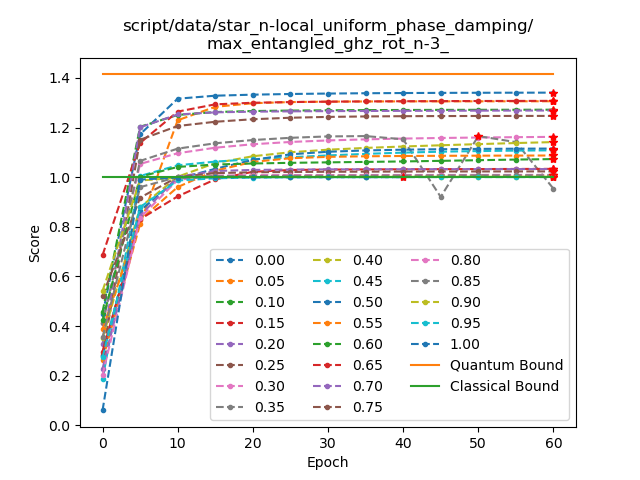 script/data/star_n-local_uniform_phase_damping/
max_entangled_ghz_rot_n-3_
1.4
1.2
1.0
0.8
0.6
0.4
0.2
0.0
Score
0.00 0.40 0.80
0.05 0.45 0.85
0.10 0.50 0.90
0.15 0.55 0.95
0.20 0.60 1.00
0.25 0.65 Quantum Bound
0.30 0.70 Classical Bound
0.35 0.75
0 10 20 30 40 50 60
Epoch